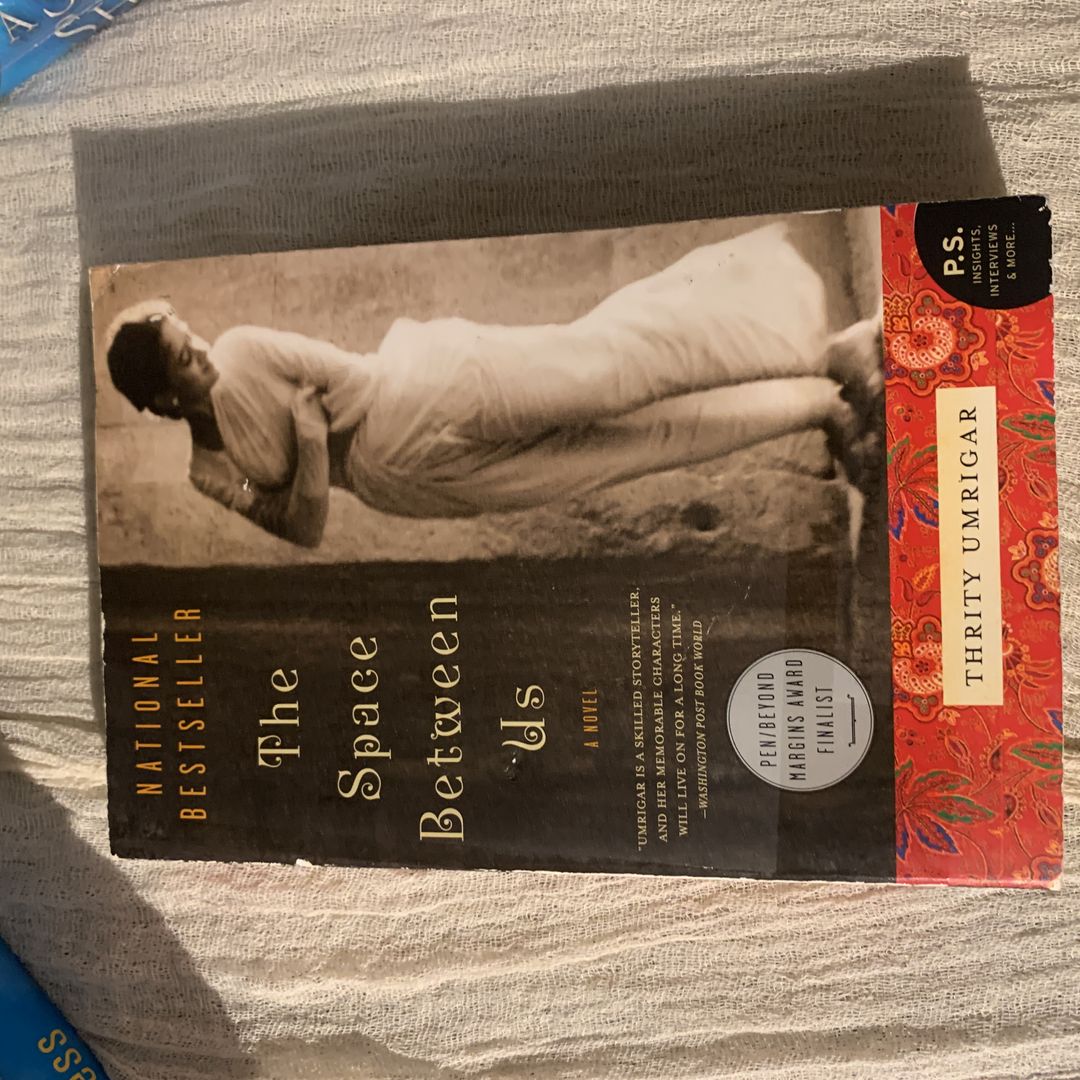 NATIONAL
BESTSELLER
The
Space
Between
Us
A NOVEL
"UMRIGAR IS A SKILLED STORYTELLER,
AND HER MEMORABLE CHARACTERS
WILL LIVE ON FOR A LONG TIME."
—WASHINGTON POST BOOK WORLD
PEN/BEYOND
MARGINS AWARD
FINALIST
THRITY UMRIGAR
P.S.
INSIGHTS,
INTERVIEWS
& MORE...